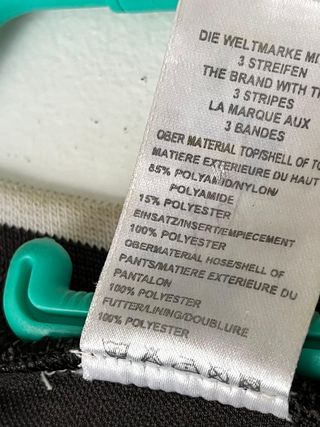 DIE WELTMARKE MI
3 STREIFEN
THE BRAND WITH TH
3 STRIPES
LA MARQUE AUX
3 BANDES
OBER MATERIAL TOP/SHELL OF TO
MATIERE EXTERIEURE DU HAUT
85% POLYAMID/NYLON/
POLYAMIDE
15% POLYESTER
EINSATZ/INSERT/EMPIECEMENT
100% POLYESTER
OBERMATERIAL HOSE/SHELL OF
PANTS/MATIERE EXTERIEURE DU
PANTALON
100% POLYESTER
FUTTER/LINING/DOUBLURE
100% POLYESTER